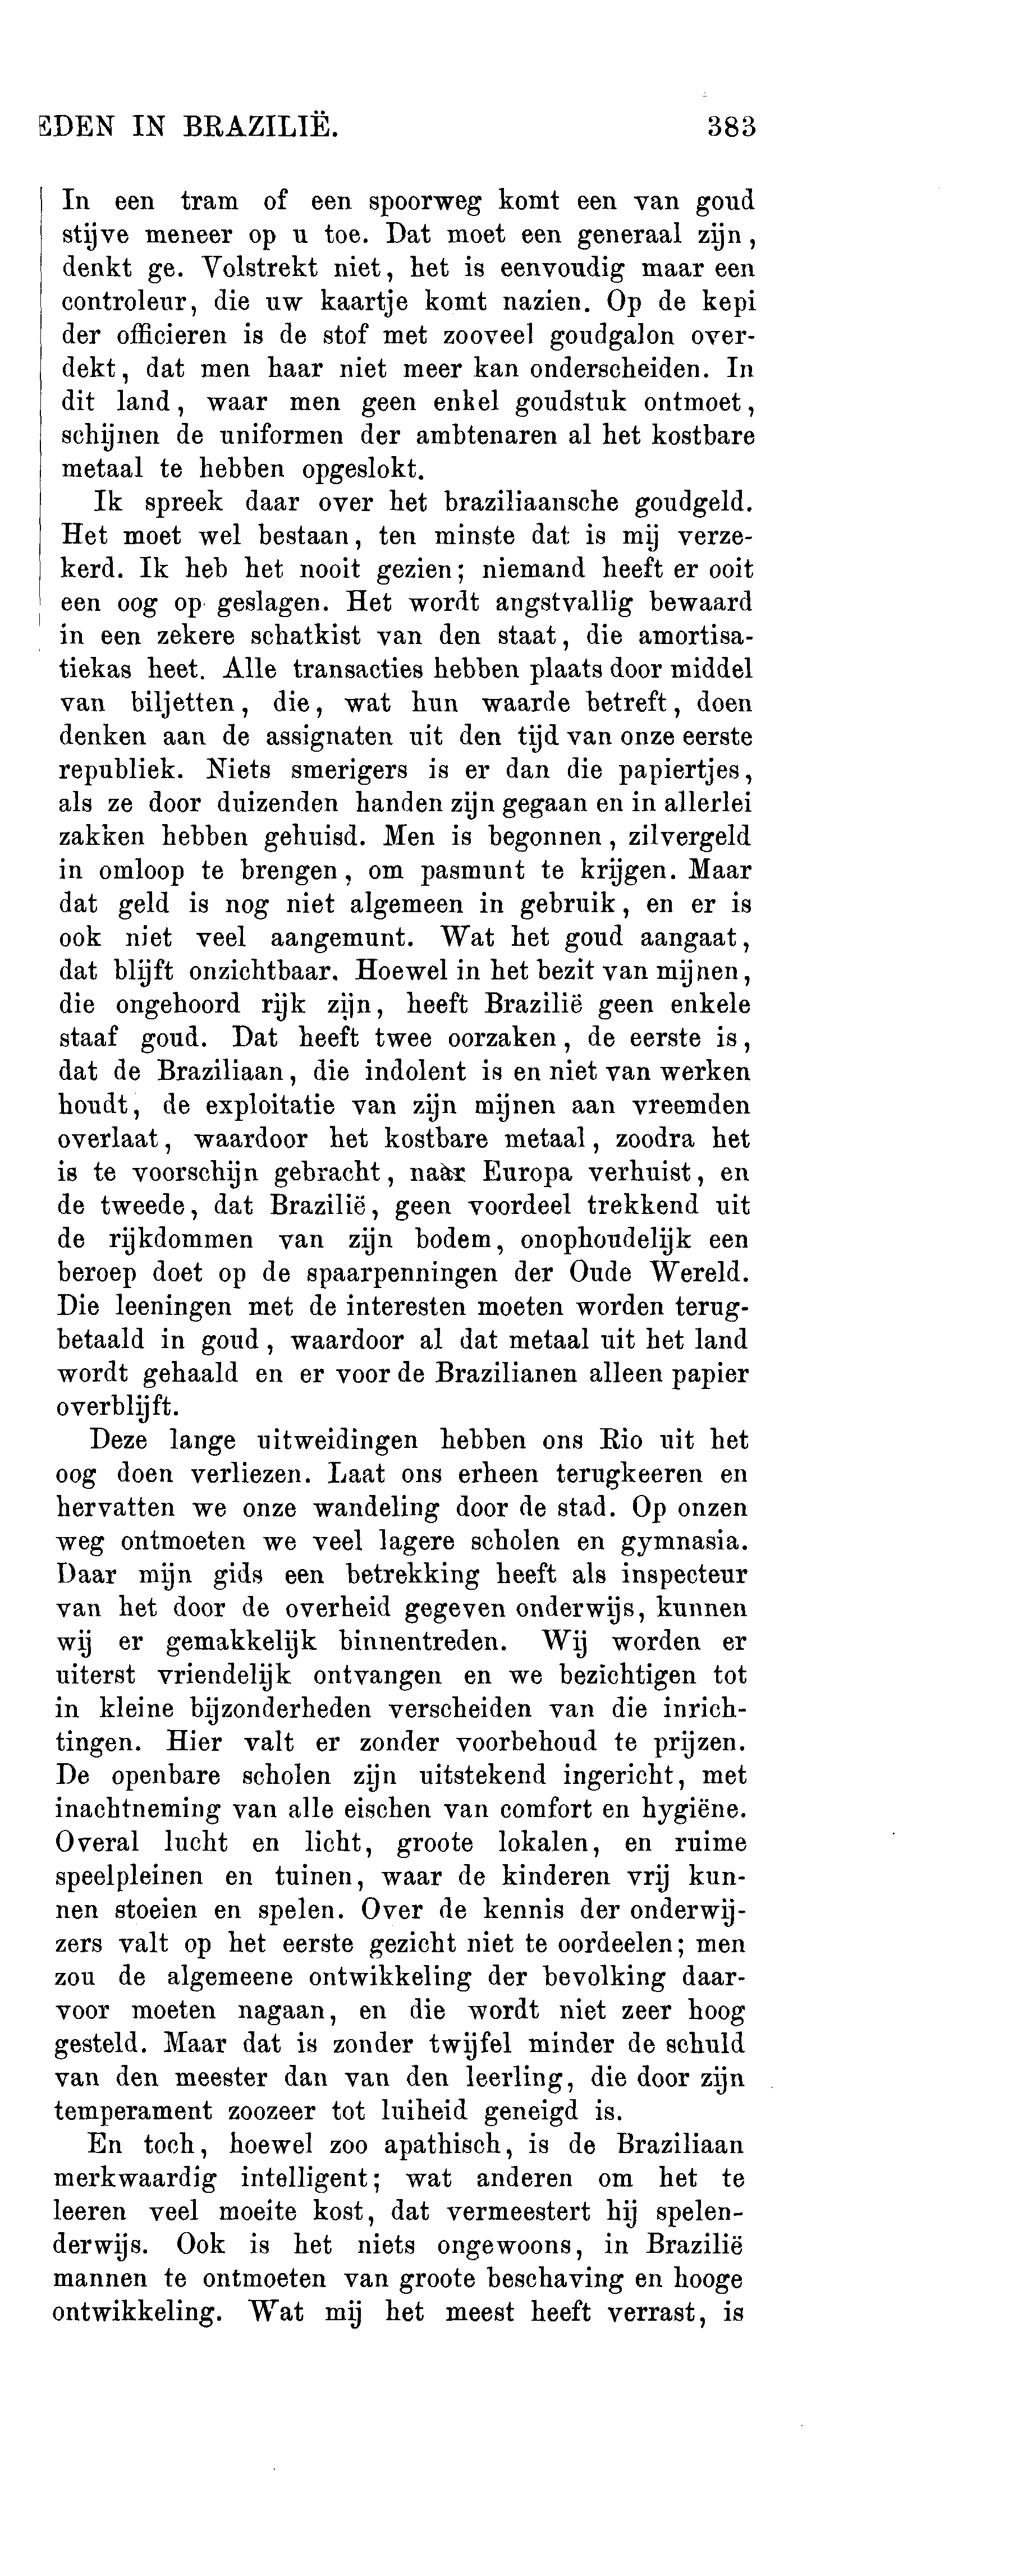 EDEN IN BRAZILIË. 383
In een tram of een spoorweg komt een van goud
stijve meneer op u toe. Dat moet een generaal zijn,
denkt ge. Volstrekt niet, het is eenvoudig maar een
controleur, die uw kaartje komt nazien. Op de kepi
der officieren is de stof met zooveel goudgalon over-
dekt, dat men haar niet meer kan onderscheiden. In
dit land, waar men geen enkel goudstuk ontmoet,
schijnen de uniformen der ambtenaren al het kostbare
metaal te hebben opgeslokt.
Ik spreek daar over het braziliaansche goudgeld.
Het moet wel bestaan, ten minste dat is mij verze-
kerd. Ik heb het nooit gezien; niemand heeft er ooit
een oog op geslagen. Het wordt angstvallig bewaard
in een zekere schatkist van den staat, die amortisa-
tiekas heet. Alle transacties hebben plaats door middel
van biljetten, die, wat hun waarde betreft, doen
denken aan de assignaten uit den tijd van onze eerste
republiek. Niets smerigers is er dan die papiertjes,
als ze door duizenden handen zijn gegaan en in allerlei
zakken hebben gehuisd. Men is begonnen, zilvergeld
in omloop te brengen, om pasmunt te krijgen. Maar
dat geld is nog niet algemeen in gebruik, en er is
ook niet veel aangemunt. Wat het goud aangaat,
dat blijft onzichtbaar. Hoewel in het bezit van mijnen,
die ongehoord rijk zijn, heeft Brazilië geen enkele
staaf goud. Dat heeft twee oorzaken, de eerste is,
dat de Braziliaan, die indolent is en niet van werken
houdt, de exploitatie van zijn mijnen aan vreemden
overlaat, waardoor het kostbare metaal, zoodra het
is te voorschijn gebracht, naar Europa verhuist, en
de tweede, dat Brazilië, geen voordeel trekkend uit
de rijkdommen van zijn bodem, onophoudelijk een
beroep doet op de spaarpenningen der Oude Wereld.
Die leeningen met de interesten moeten worden terug-
betaald in goud, waardoor al dat metaal uit het land
wordt gehaald en er voor de Brazilianen alleen papier
overblijft.
Deze lange uitweidingen hebben ons Rio uit het
oog doen verliezen. Laat ons erheen terugkeeren en
hervatten we onze wandeling door de stad. Op onzen
weg ontmoeten we veel lagere scholen en gymnasia.
Daar mijn gids een betrekking heeft als inspecteur
van het door de overheid gegeven onderwijs, kunnen
wij er gemakkelijk binnentreden. Wij worden er
uiterst vriendelijk ontvangen en we bezichtigen tot
in kleine bijzonderheden verscheiden van die inrich-
tingen. Hier valt er zonder voorbehoud te prijzen.
De openbare scholen zijn uitstekend ingericht, met
inachtneming van alle eischen van comfort en hygiëne.
Overal lucht en licht, groote lokalen, en ruime
speelpleinen en tuinen, waar de kinderen vrij kun-
nen stoeien en spelen. Over de kennis der onderwij-
zers valt op het eerste gezicht niet te oordeelen; men
zou de algemeene ontwikkeling der bevolking daar-
voor moeten nagaan, en die wordt niet zeer hoog
gesteld. Maar dat is zonder twijfel minder de schuld
van den meester dan van den leerling, die door zijn
temperament zoozeer tot luiheid geneigd is.
En toch, hoewel zoo apathisch, is de Braziliaan
merkwaardig intelligent; wat anderen om het te
leeren veel moeite kost, dat vermeestert hij spelen-
derwijs. Ook is het niets ongewoons, in Brazilië
mannen te ontmoeten van groote beschaving en hooge
ontwikkeling. Wat mij het meest heeft verrast, is